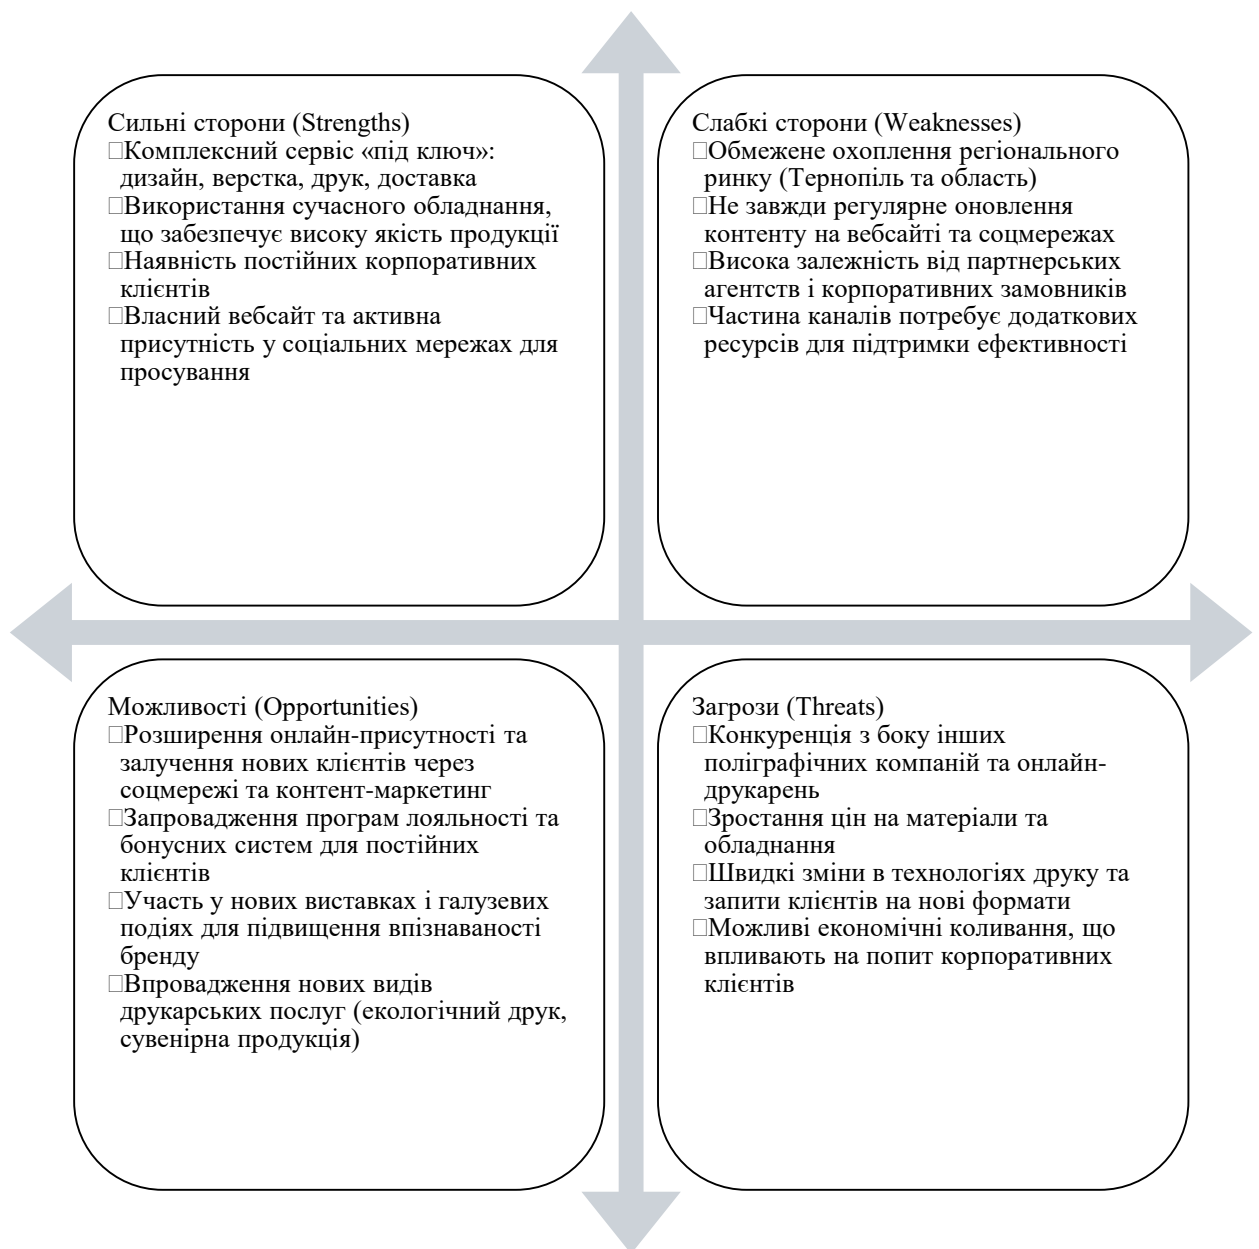 Сильні сторони (Strengths)
□Комплексний сервіс «під ключ»:
дизайн, верстка, друк, доставка
□Використання сучасного обладнання,
що забезпечує високу якість продукції
□Наявність постійних корпоративних
клієнтів
□Власний вебсайт та активна
присутність у соціальних мережах для
просування
Слабкі сторони (Weaknesses)
□Обмежене охоплення регіонального
ринку (Тернопіль та область)
□Не завжди регулярне оновлення
контенту на вебсайті та соцмережах
□Висока залежність від партнерських
агентств і корпоративних замовників
□Частина каналів потребує додаткових
ресурсів для підтримки ефективності
Можливості (Opportunities)
□Розширення онлайн-присутності та
залучення нових клієнтів через
соцмережі та контент-маркетинг
□Запровадження програм лояльності та
бонусних систем для постійних
клієнтів
□Участь у нових виставках і галузевих
подіях для підвищення впізнаваності
бренду
□Впровадження нових видів
друкарських послуг (екологічний друк,
сувенірна продукція)
Загрози (Threats)
□Конкуренція з боку інших
поліграфічних компаній та онлайн-
друкарень
□Зростання цін на матеріали та
обладнання
□Швидкі зміни в технологіях друку та
запити клієнтів на нові формати
□Можливі економічні коливання, що
впливають на попит корпоративних
клієнтів